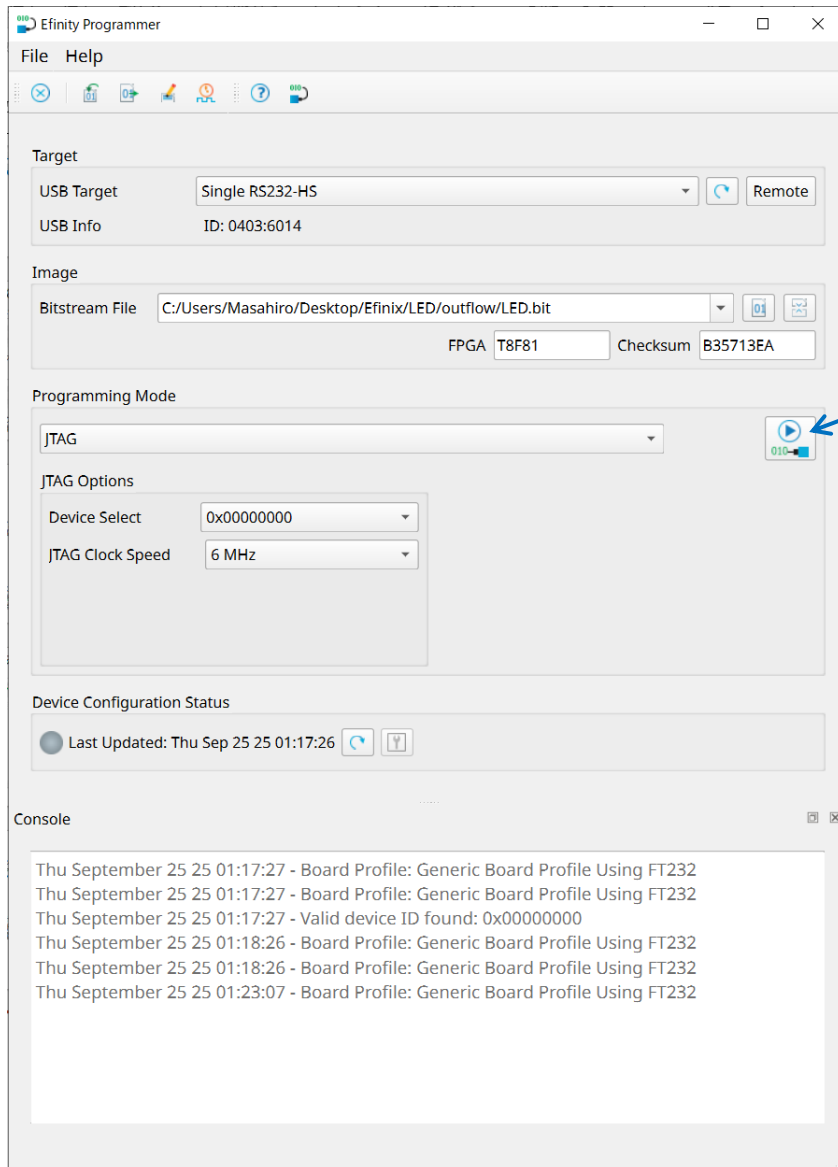 Efinity Programmer
File Help
Target
USB Target Single RS232-HS Remote
USB Info ID: 0403:6014
Image
Bitstream File C:/Users/Masahiro/Desktop/Efinix/LED/outflow/LED.bit
FPGA T8F81 Checksum B35713EA
Programming Mode
JTAG
JTAG Options
Device Select 0x00000000
JTAG Clock Speed 6 MHz
Device Configuration Status
Last Updated: Thu Sep 25 25 01:17:26
Console
Thu September 25 25 01:17:27 - Board Profile: Generic Board Profile Using FT232
Thu September 25 25 01:17:27 - Board Profile: Generic Board Profile Using FT232
Thu September 25 25 01:17:27 - Valid device ID found: 0x00000000
Thu September 25 25 01:18:26 - Board Profile: Generic Board Profile Using FT232
Thu September 25 25 01:18:26 - Board Profile: Generic Board Profile Using FT232
Thu September 25 25 01:23:07 - Board Profile: Generic Board Profile Using FT232